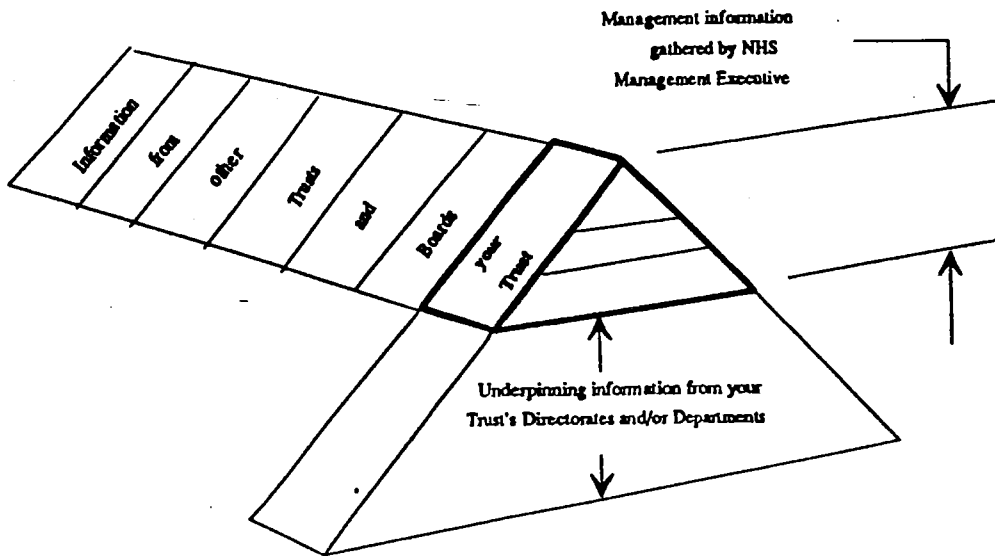 Management information
gathered by NHS
Management Executive
Information
from
other
Trusts
and
Boards
your
Trust
Underpinning information from your
Trust's Directorates and/or Departments